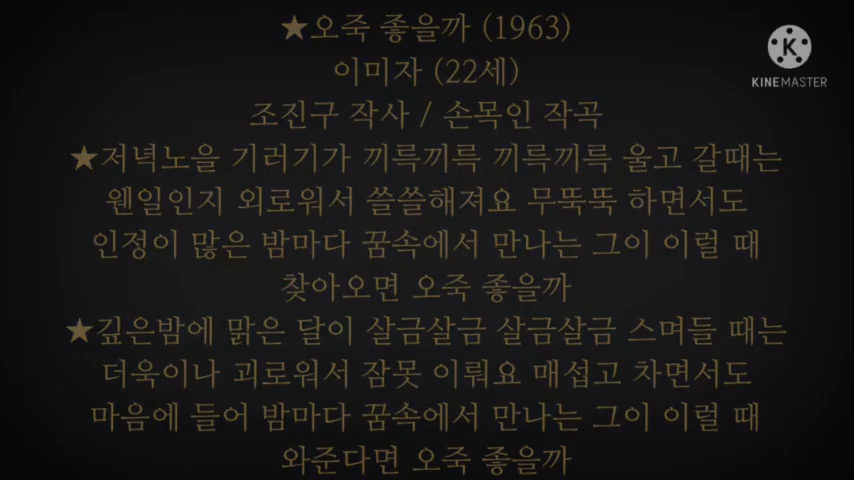 ★오죽 좋을까 (1963)
이미자 (22세)
조진구 작사 / 손목인 작곡
★저녁노을 기러기가 끼륵끼륵 끼륵끼륵 울고 갈때는
웬일인지 외로워서 쓸쓸해져요 무뚝뚝 하면서도
인정이 많은 밤마다 꿈속에서 만나는 그이 이럴 때
찾아오면 오죽 좋을까
★깊은밤에 맑은 달이 살금살금 살금살금 스며들 때는
더욱이나 괴로워서 잠못 이뤄요 매섭고 차면서도
마음에 들어 밤마다 꿈속에서 만나는 그이 이럴 때
와준다면 오죽 좋을까
K
KINEMASTER